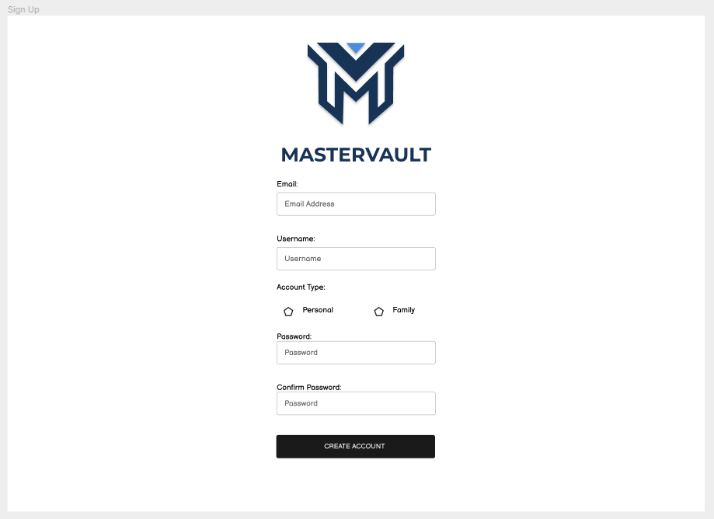 Sign Up
MASTERVAULT
Email:
Email Address
Username:
Username
Account Type:
Personal Family
Password:
Password
Confirm Password:
Password
CREATE ACCOUNT